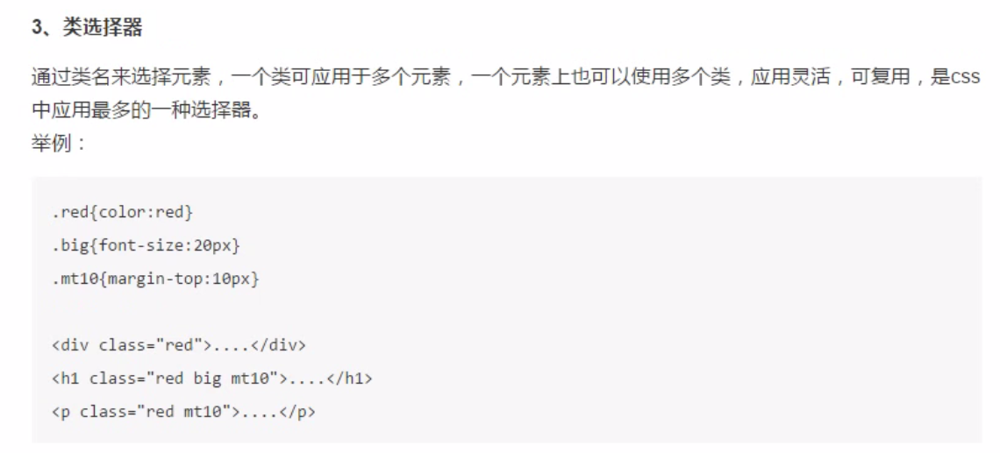 3、类选择器
通过类名来选择元素，一个类可应用于多个元素，一个元素上也可以使用多个类，应用灵活，可复用，是css
中应用最多的一种选择器。
举例：
.red{color:red}
.big{font-size:20px}
.mt10{margin-top:10px}
<div class="red">....</div>
<h1 class="red big mt10">....</h1>
<p class="red mt10">....</p>